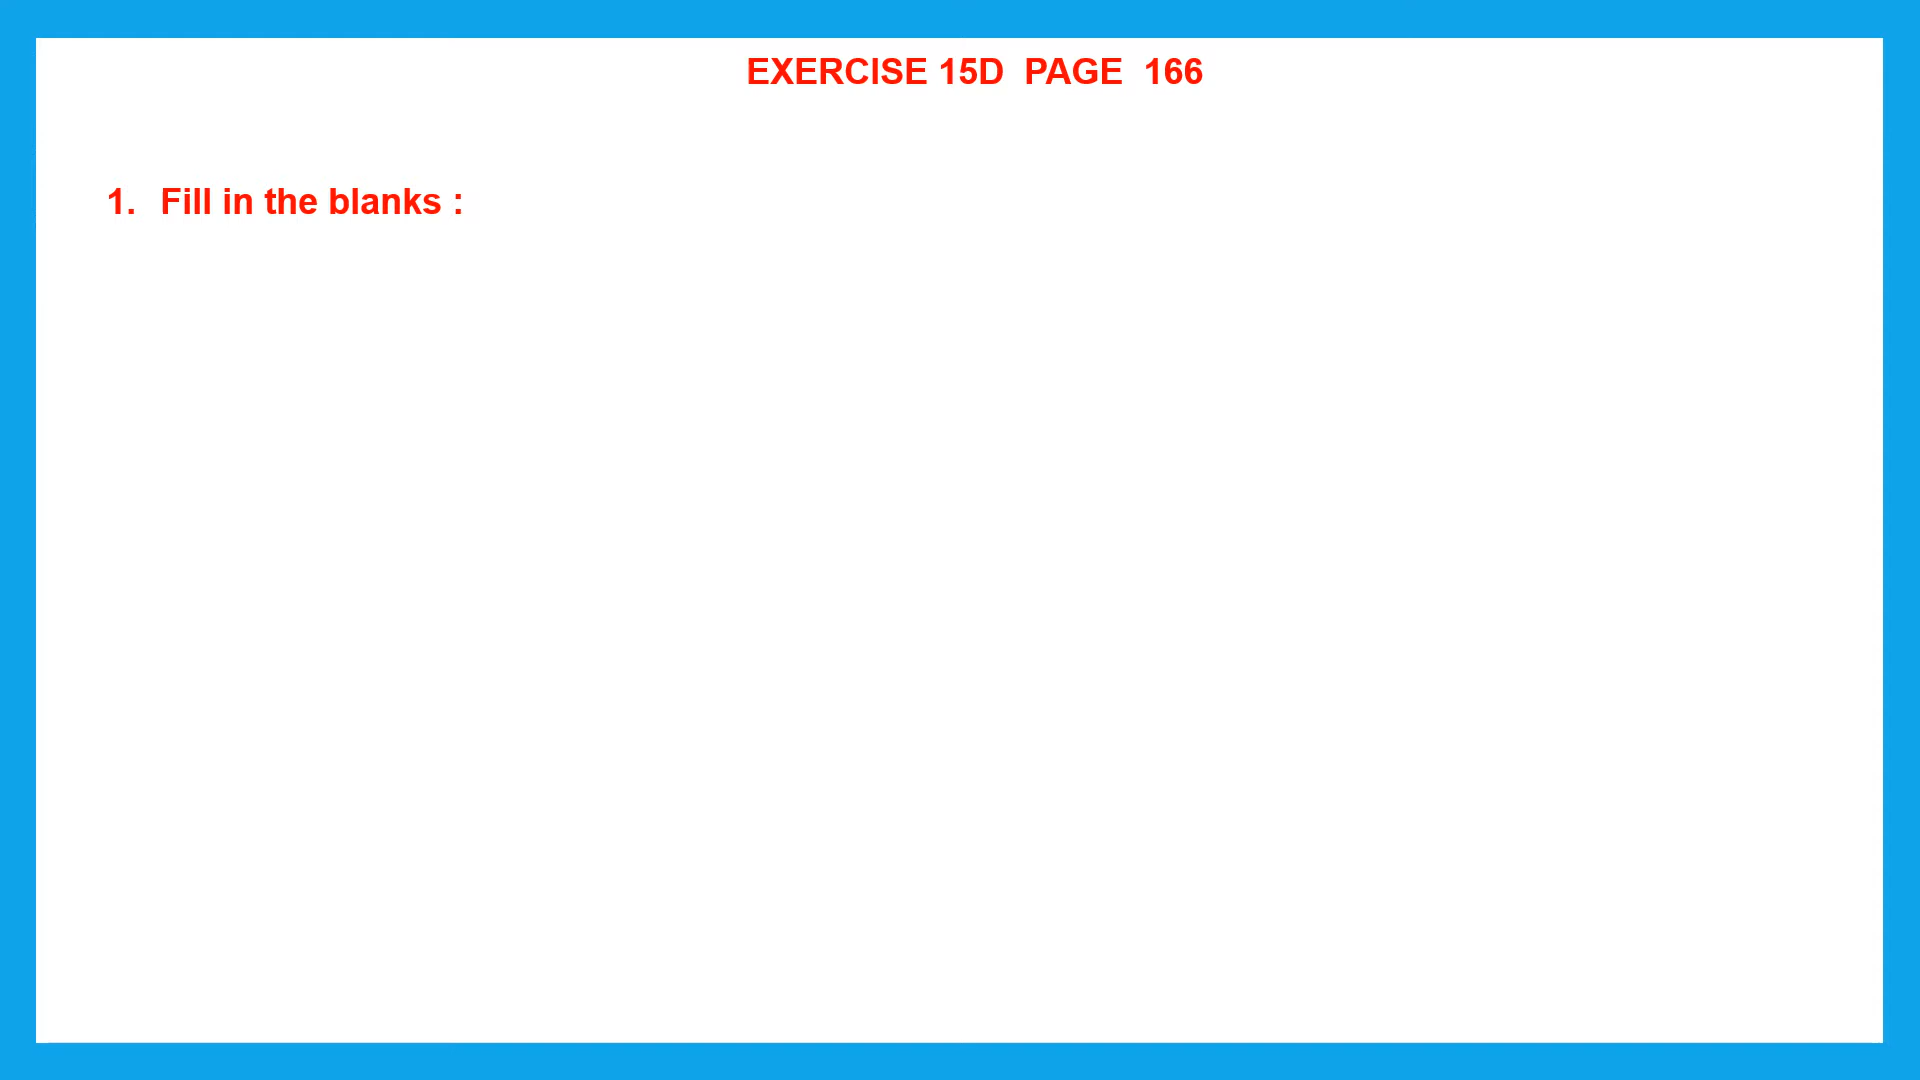 EXERCISE 15D  PAGE  166
1.  Fill in the blanks :